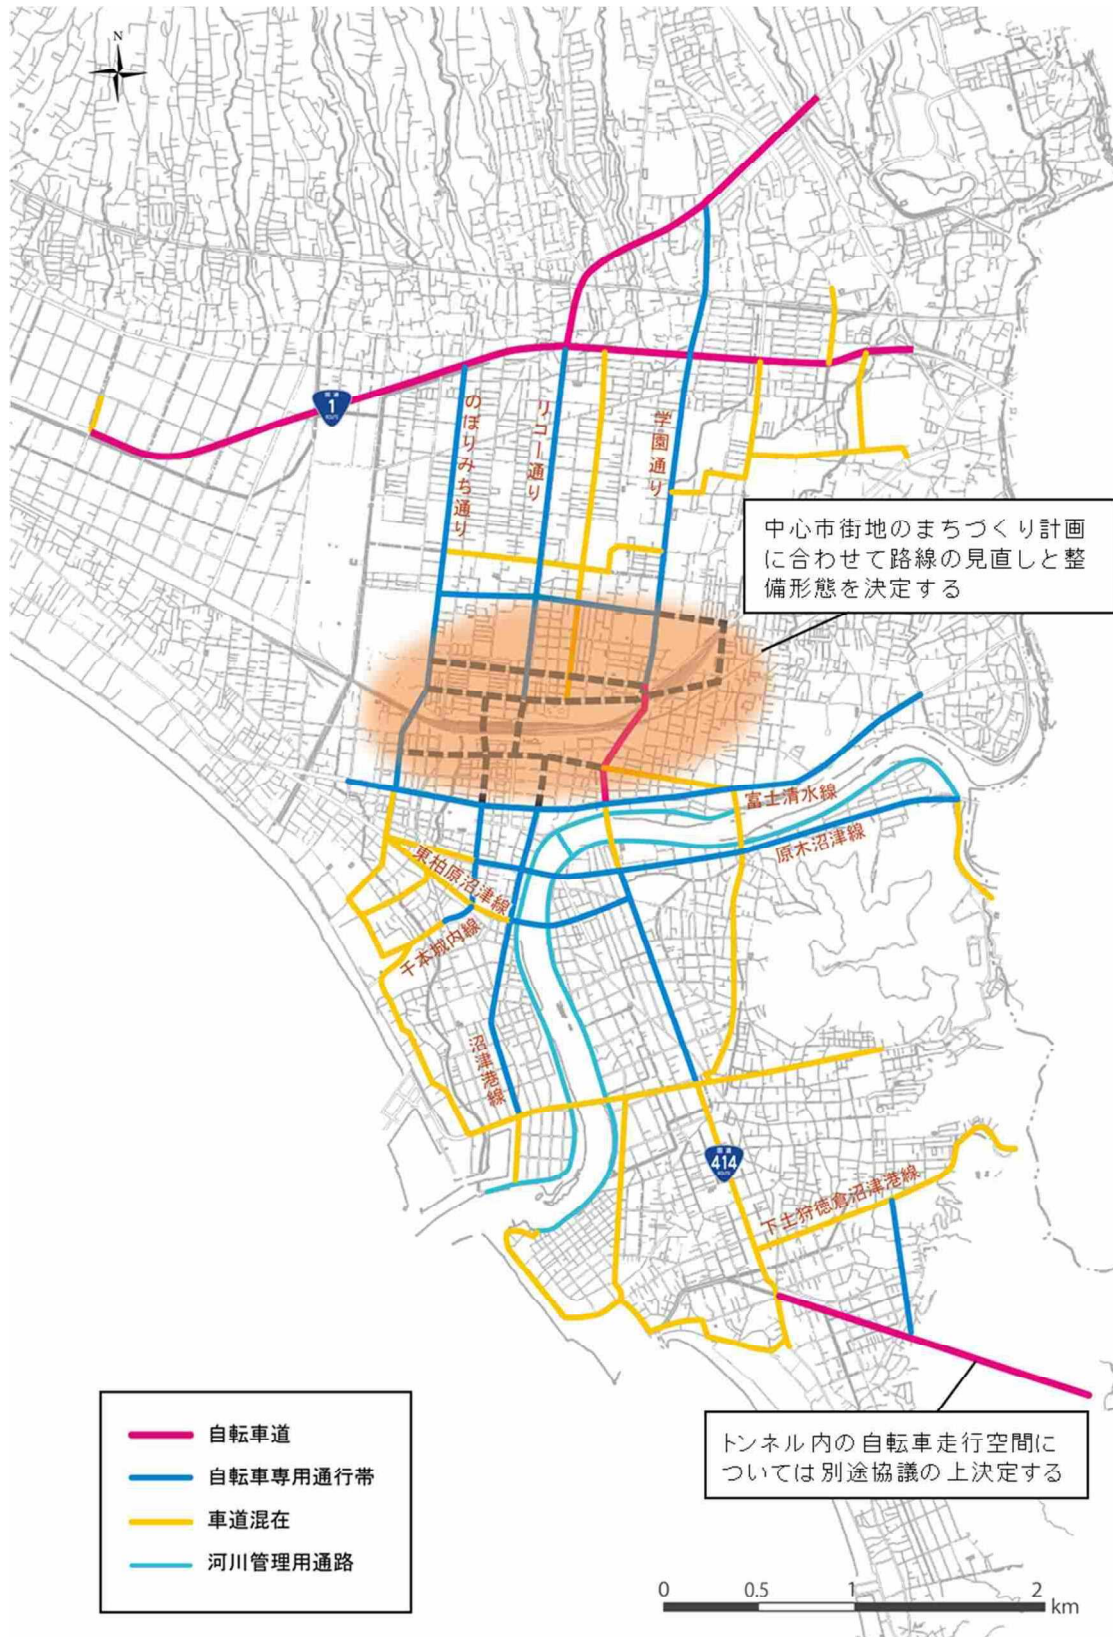 N
国道
1
ROUTE
のぼりみち通り
リコー通り
学園通り
中心市街地のまちづくり計画
に合わせて路線の見直しと整
備形態を決定する
富士清水線
原木沼津線
東柏原沼津線
千本城内線
沼津港線
国道
414
ROUTE
下土狩徳倉沼津港線
トンネル内の自転車走行空間に
ついては別途協議の上決定する
自転車道
自転車専用通行帯
車道混在
河川管理用通路
0 0.5 1 2
km